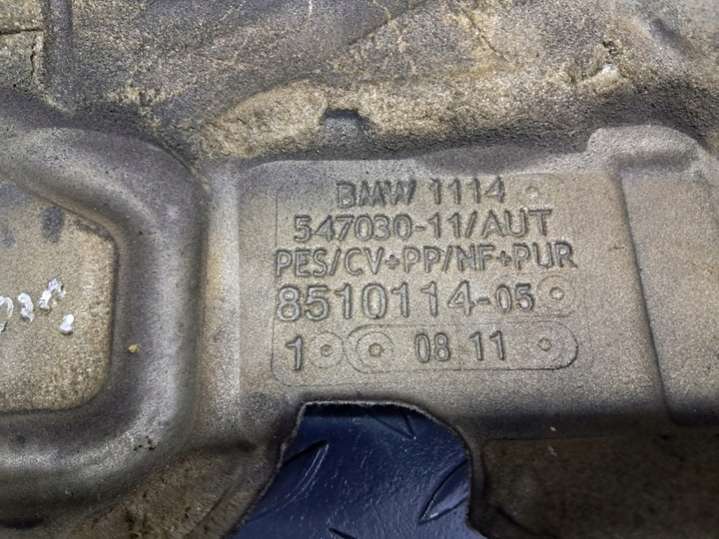 BMW 1114
547030-11/AUT
PES/CV+PP/NF+PUR
8510114-05
1 08 11